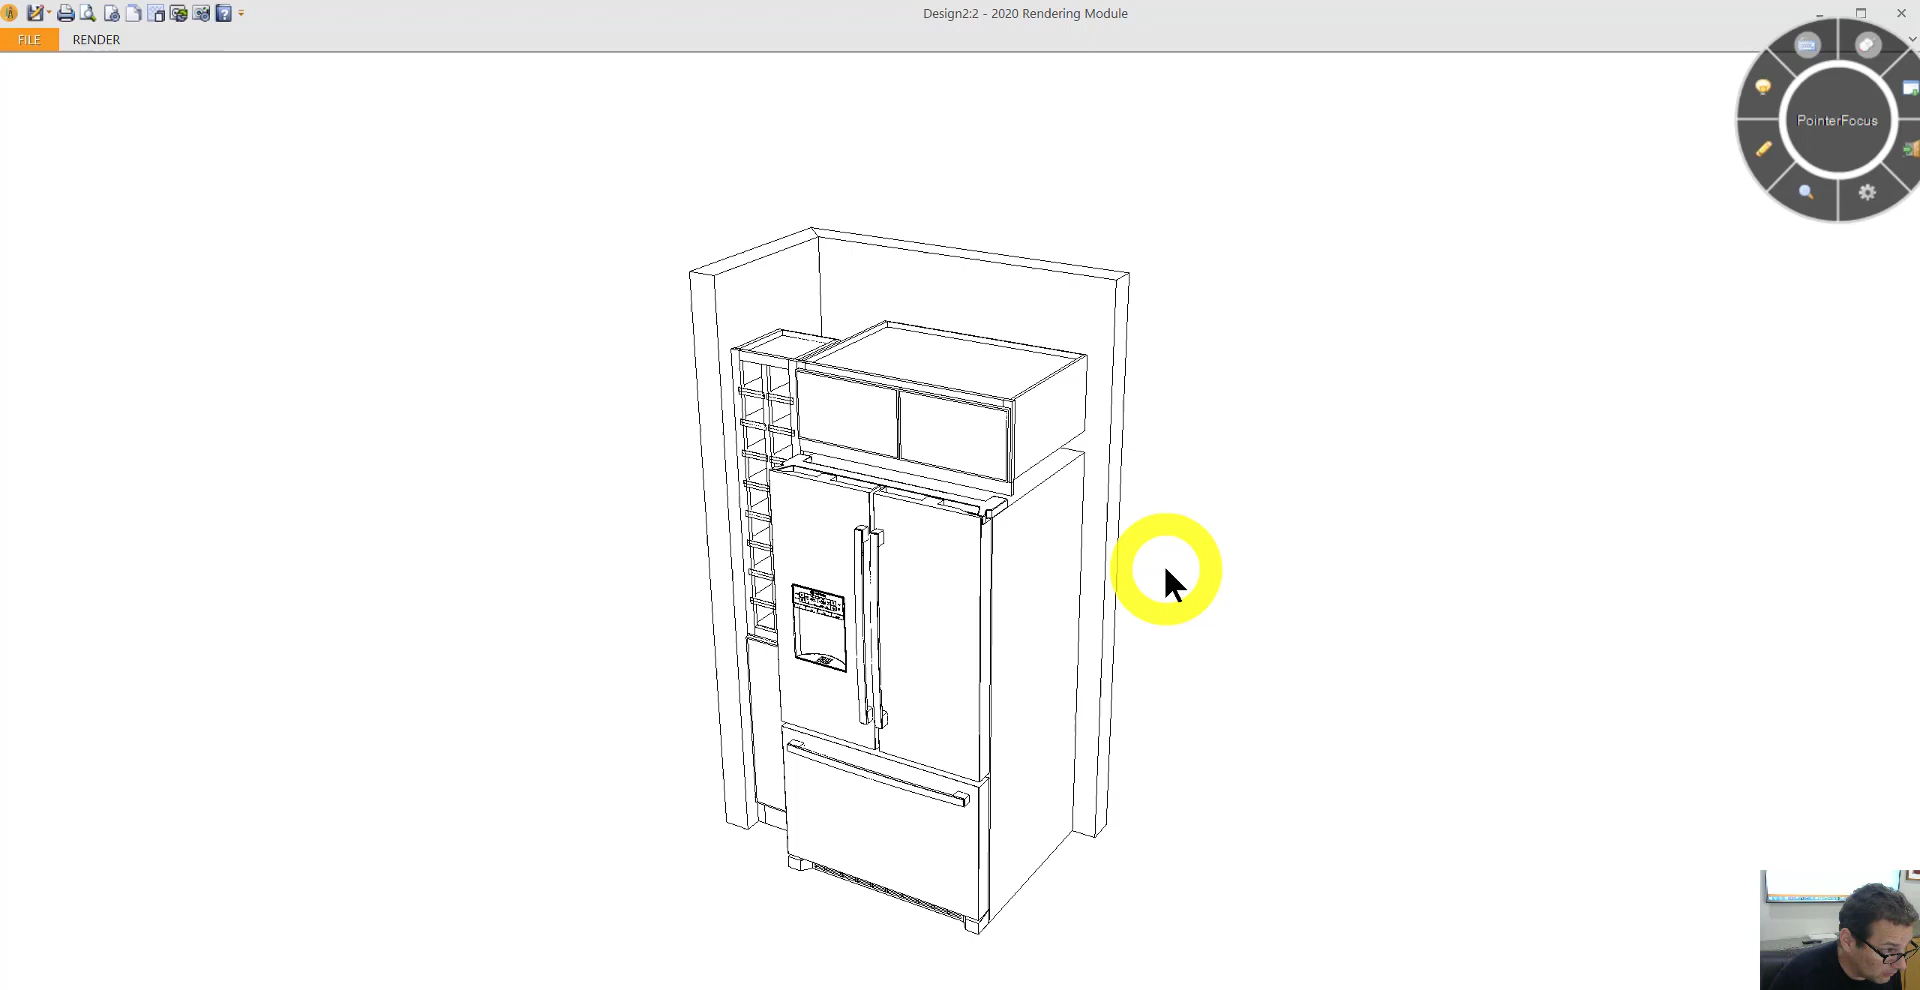 Design2:2 - 2020 Rendering Module
FILE
RENDER
PointerFocus